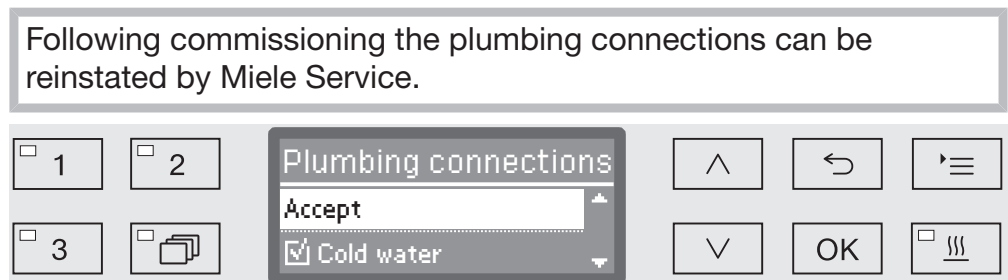 Following commissioning the plumbing connections can be
reinstated by Miele Service.
1
2
Plumbing connections
Accept
3
Cold water
OK